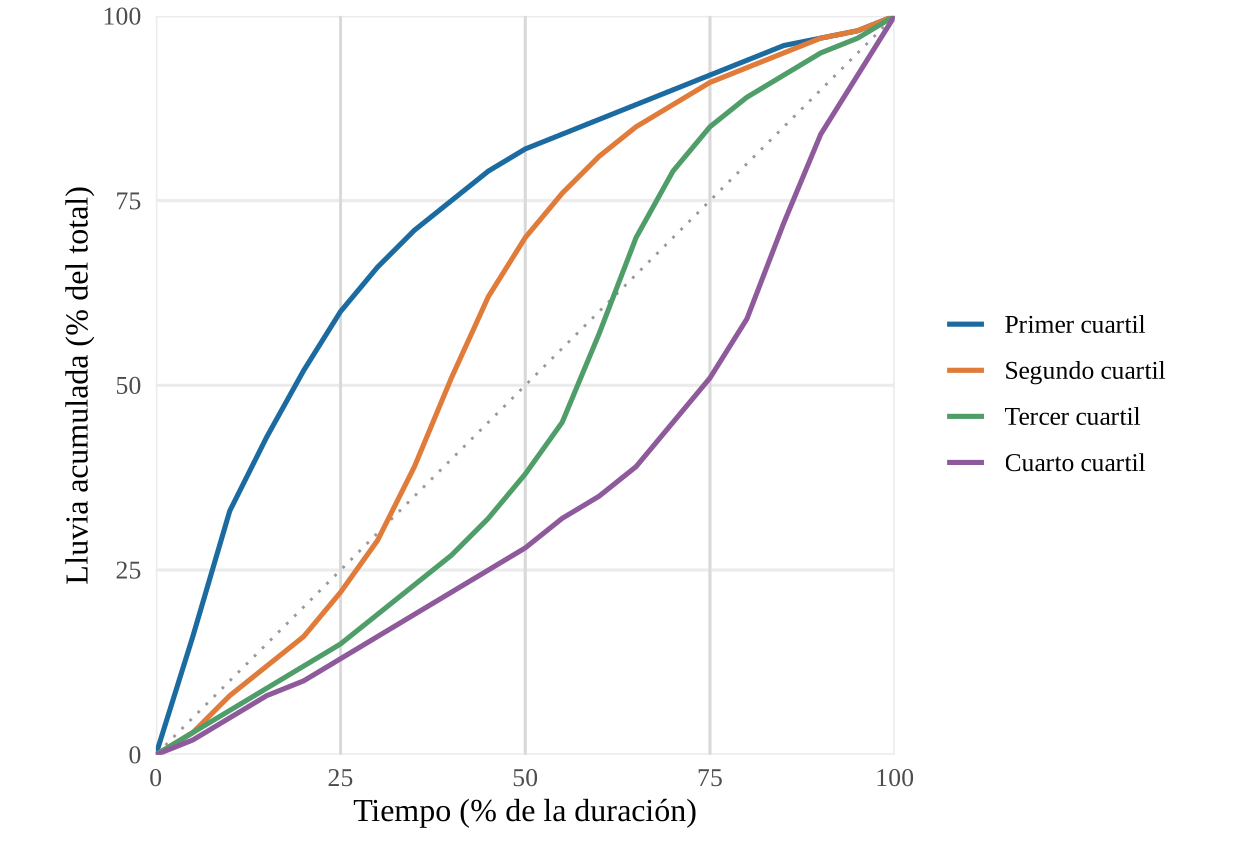 100
75
50
25
0
0 25 50 75 100
Lluvia acumulada (% del total)
Tiempo (% de la duración)
Primer cuartil
Segundo cuartil
Tercer cuartil
Cuarto cuartil